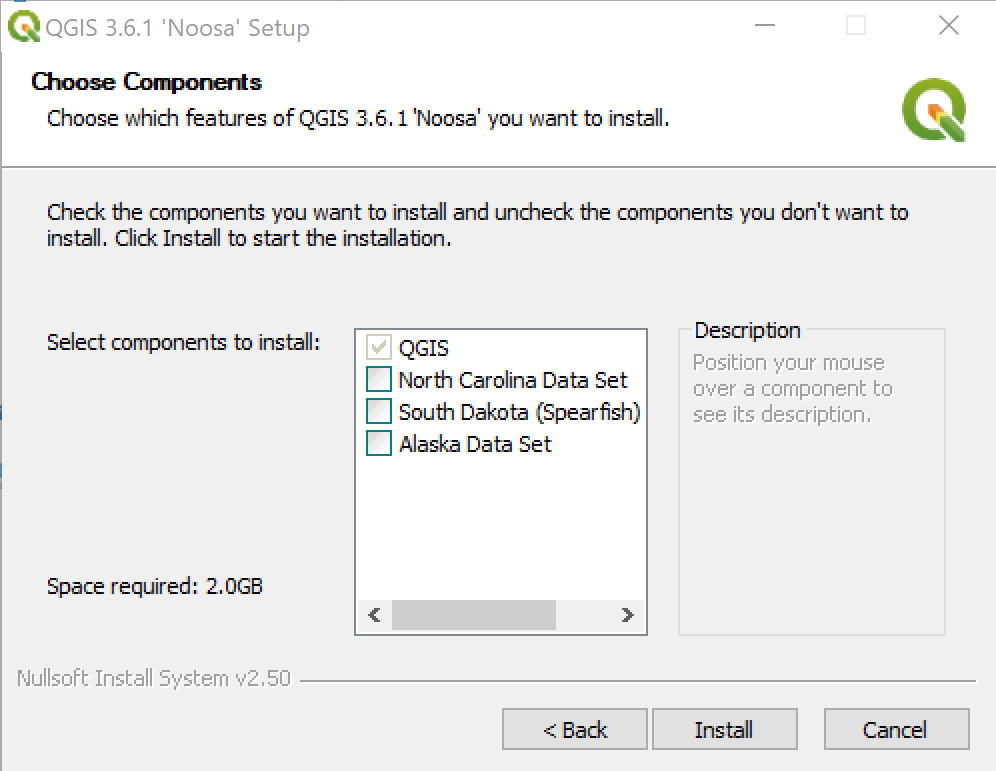 QGIS 3.6.1 'Noosa' Setup
Choose Components
Choose which features of QGIS 3.6.1 'Noosa' you want to install.
Check the components you want to install and uncheck the components you don't want to
install. Click Install to start the installation.
Select components to install:
QGIS
North Carolina Data Set
South Dakota (Spearfish)
Alaska Data Set
Description
Position your mouse
over a component to
see its description.
Space required: 2.0GB
Nullsoft Install System v2.50
< Back
Install
Cancel